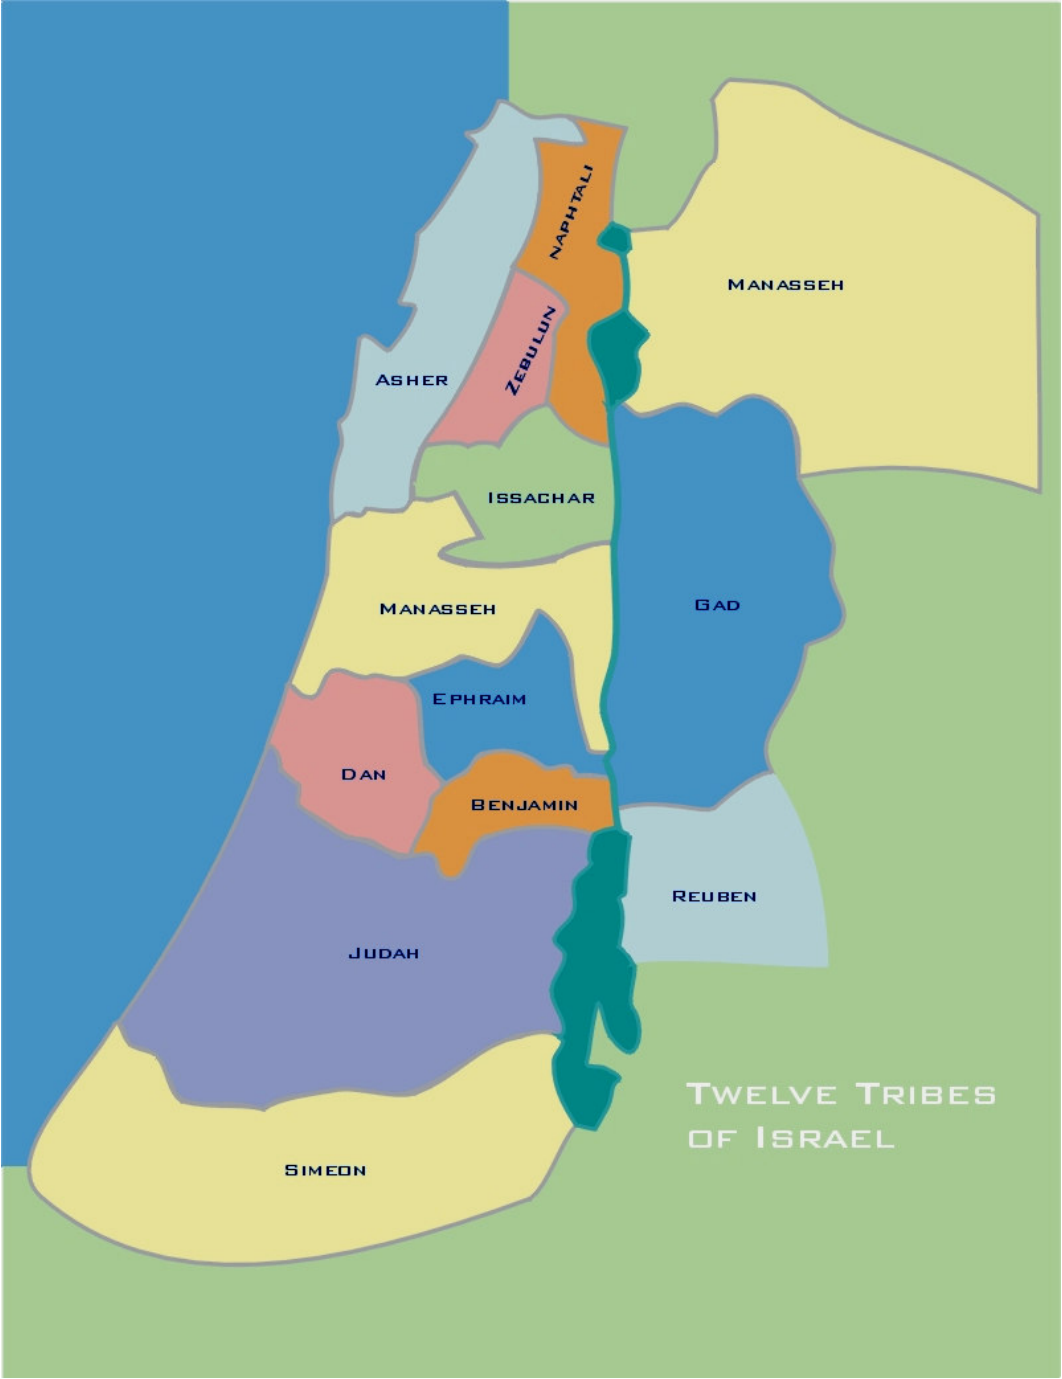 NAPHTALI
MANASSEH
ZEBULUN
ASHER
ISSACHAR
GAD
MANASSEH
EPHRAIM
DAN
BENJAMIN
REUBEN
JUDAH
TWELVE TRIBES
OF ISRAEL
SIMEON